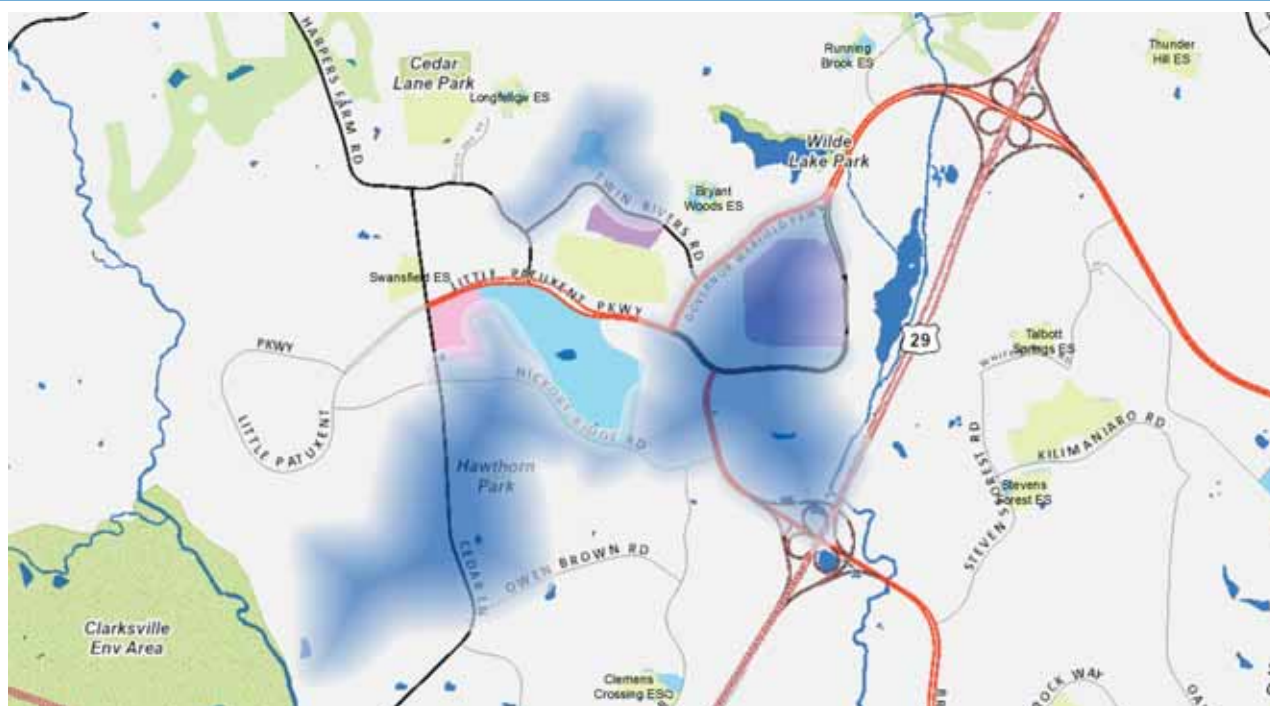 HARPERS FARM RD
Cedar
Lane Park
Longfellow ES
Running
Brook ES
Thunder
Hill ES
Wilde
Lake Park
TWIN RIVERS RD
Bryant
Woods ES
GOVERNOR WARFIELD PKWY
Swansfield ES
LITTLE PATUXENT PKWY
29
Talbott
Springs ES
PKWY
LITTLE PATUXENT
HICKORY RIDGE RD
KILIMANJARO RD
STEVENS FOREST RD
Stevens
Forest ES
Hawthorn
Park
CEDAR LN
OWEN BROWN RD
Clarksville
Env Area
Clemens
Crossing ES
OCK WAY